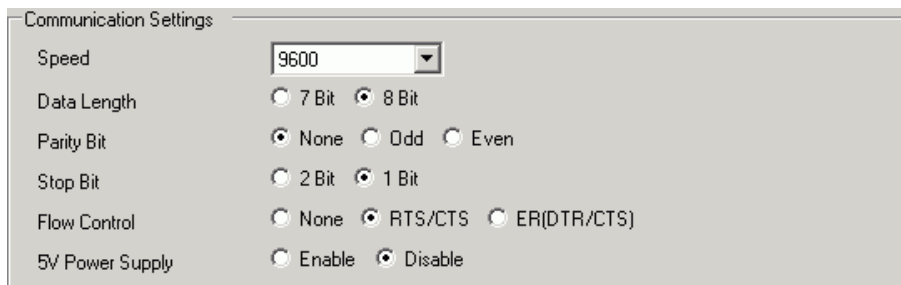 Communication Settings
Speed 9600
Data Length 7 Bit 8 Bit
Parity Bit None Odd Even
Stop Bit 2 Bit 1 Bit
Flow Control None RTS/CTS ER(DTR/CTS)
5V Power Supply Enable Disable